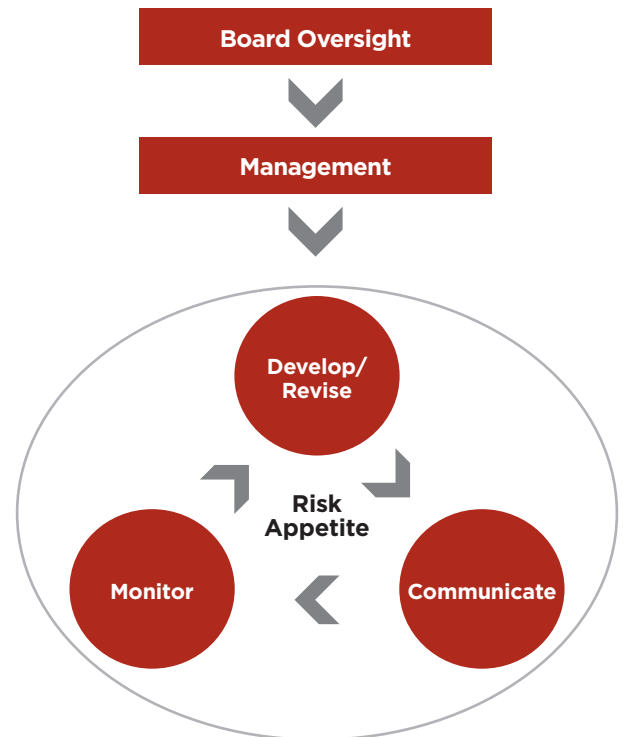 Board Oversight
Management
Develop/
Revise
Risk
Appetite
Monitor
Communicate